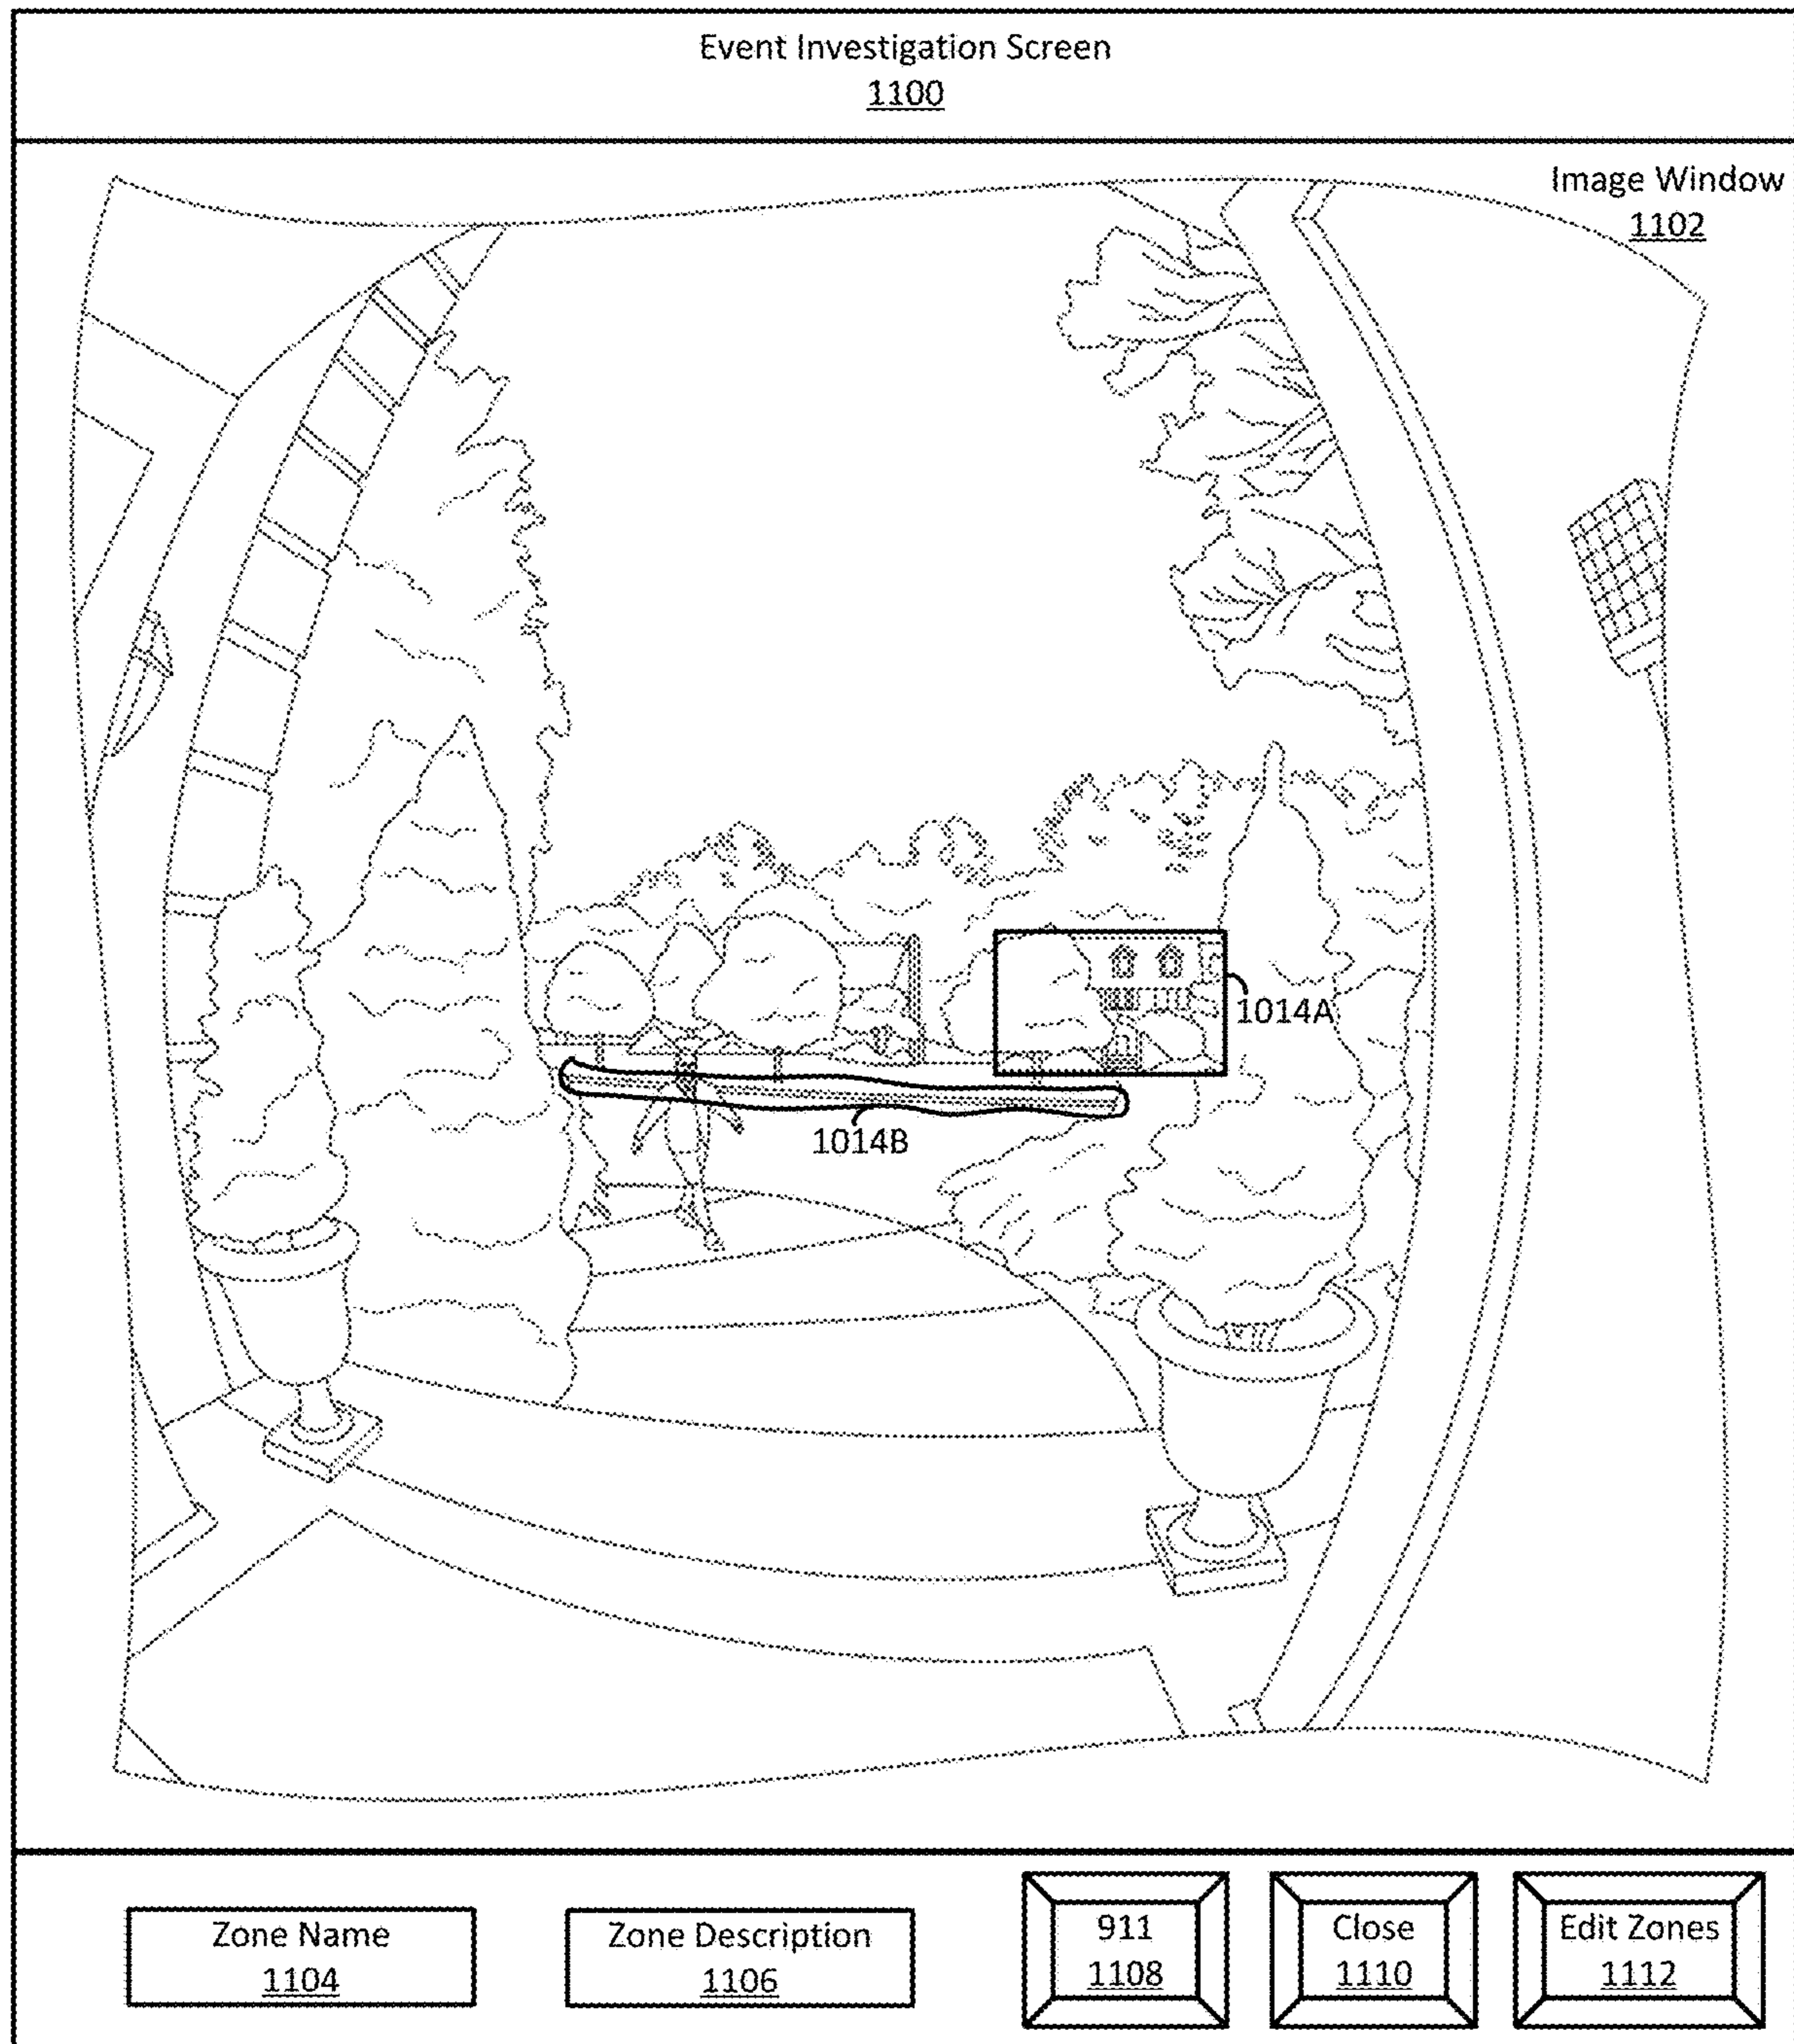 Event Investigation Screen
1100
Image Window
1102
1014A
1014B
Zone Name
1104
Zone Description
1106
911
1108
Close
1110
Edit Zones
1112